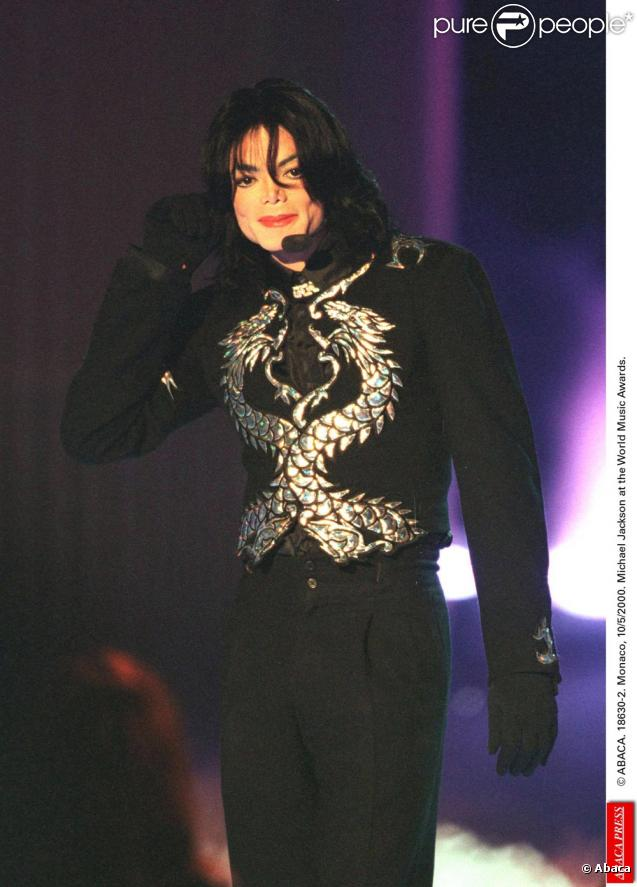 pure P people*
© ABACA. 18630-2. Monaco, 10/5/2000. Michael Jackson at the World Music Awards.
ABACA PRESS
© Abaca